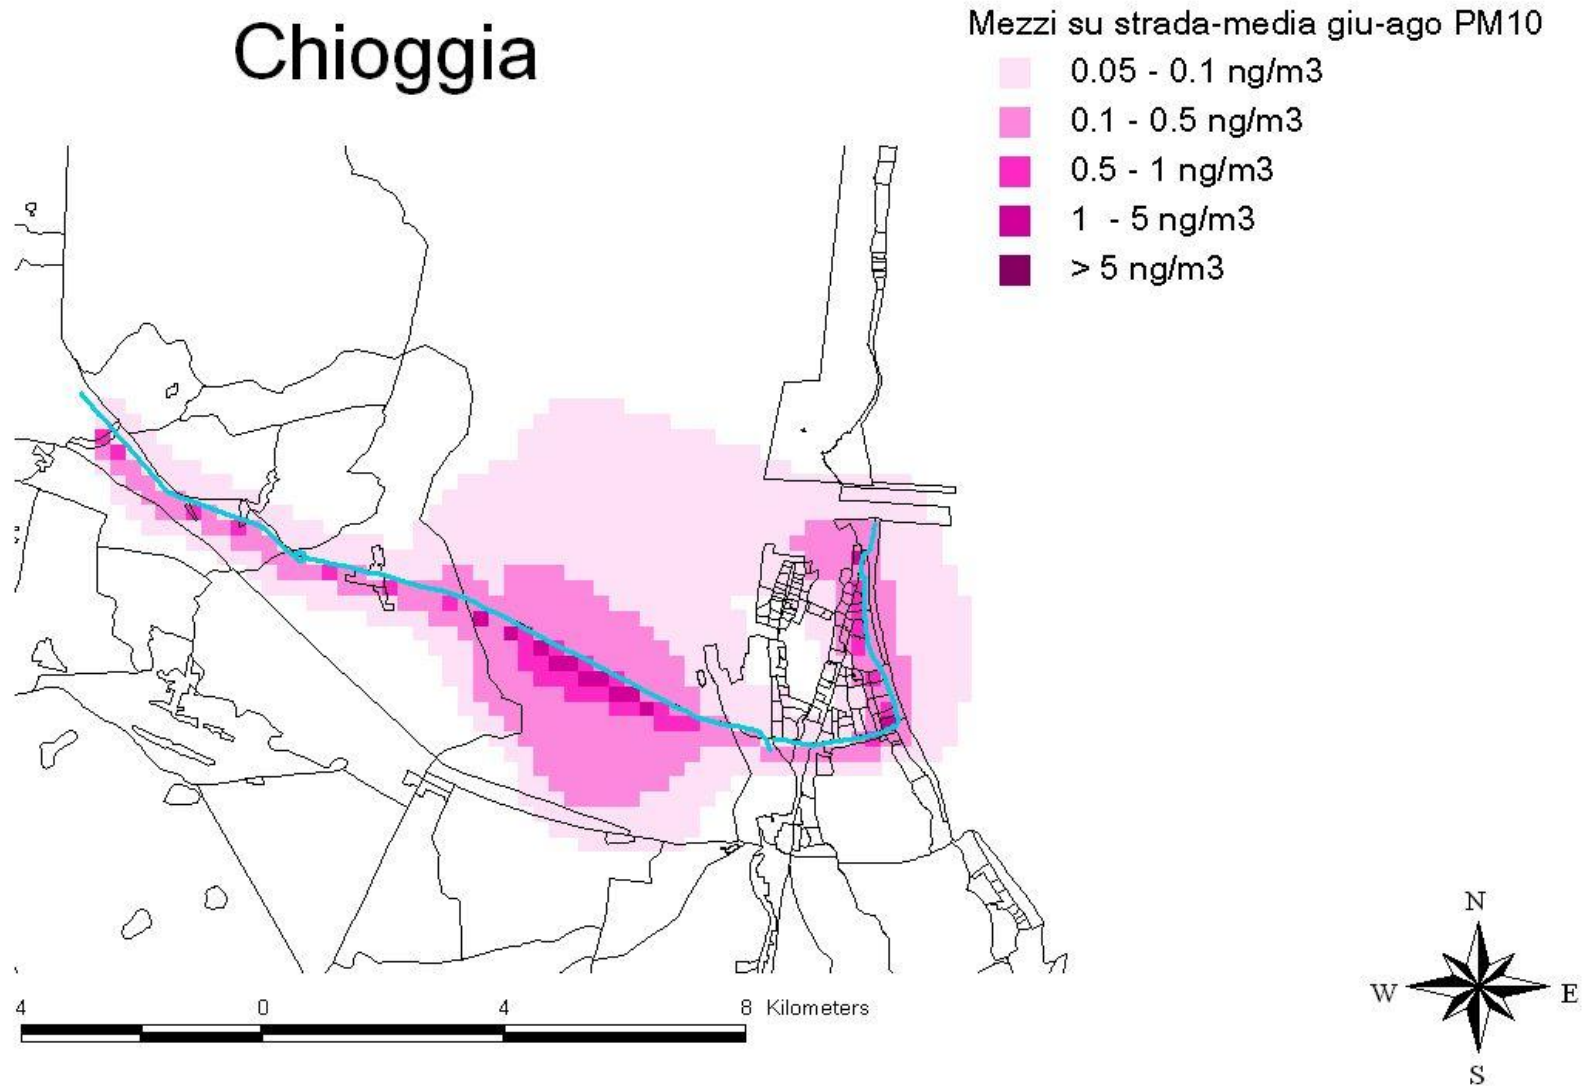 Chioggia
Mezzi su strada-media giu-ago PM10
0.05 - 0.1 ng/m3
0.1 - 0.5 ng/m3
0.5 - 1 ng/m3
1 - 5 ng/m3
> 5 ng/m3
4 0 4 8 Kilometers
N
W E
S